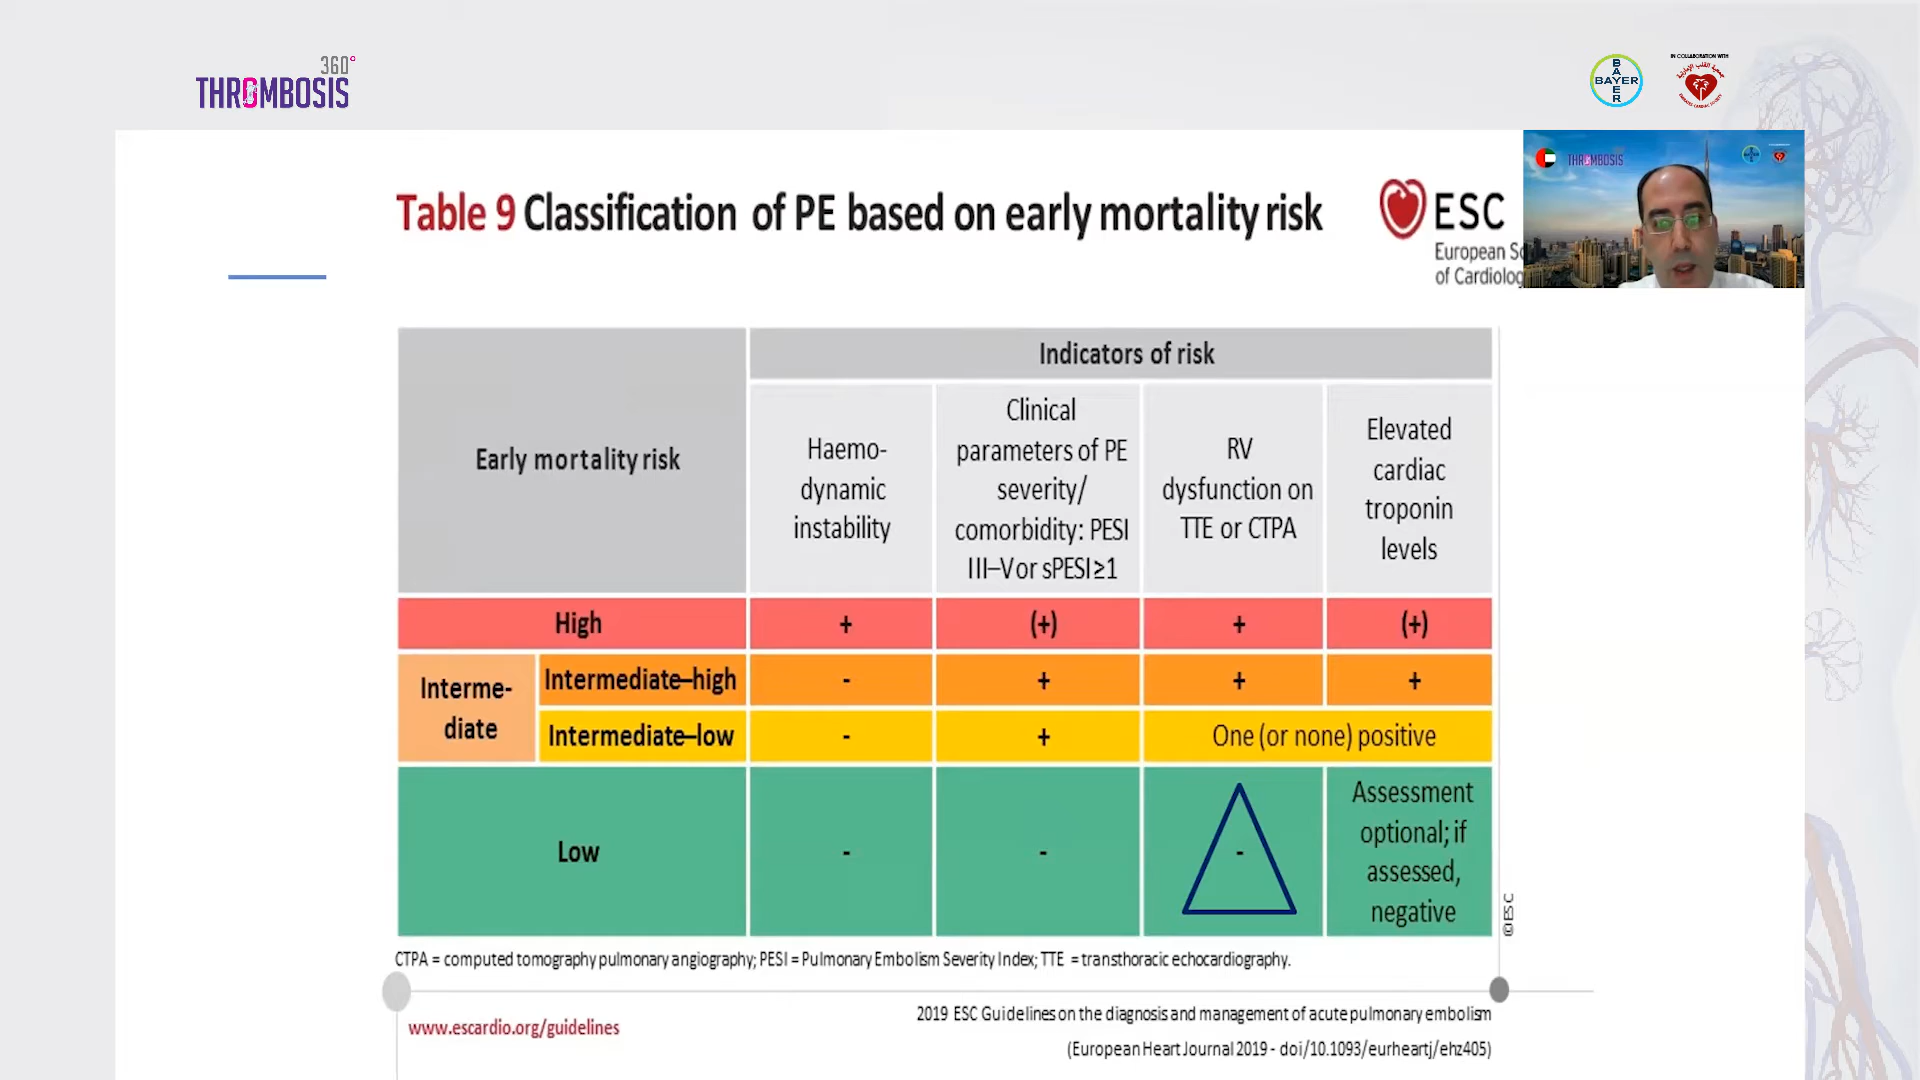 360°
THROMBOSIS
BAYER
BAYER
IN COLLABORATION WITH
THROMBOSIS
Table 9 Classification of PE based on early mortality risk
ESC
European So
of Cardiolog
Early mortality risk
Indicators of risk
Haemo-
dynamic
instability
Clinical
parameters of PE
severity/
comorbidity: PESI
III–V or sPESI ≥1
RV
dysfunction on
TTE or CTPA
Elevated
cardiac
troponin
levels
High + (+) + (+)
Interme-
diate
Intermediate–high - + + +
Intermediate–low - + One (or none) positive
Low - - -
Assessment
optional; if
assessed,
negative
©ESC
CTPA = computed tomography pulmonary angiography; PESI = Pulmonary Embolism Severity Index; TTE = transthoracic echocardiography.
www.escardio.org/guidelines
2019 ESC Guidelines on the diagnosis and management of acute pulmonary embolism
(European Heart Journal 2019 - doi/10.1093/eurheartj/ehz405)